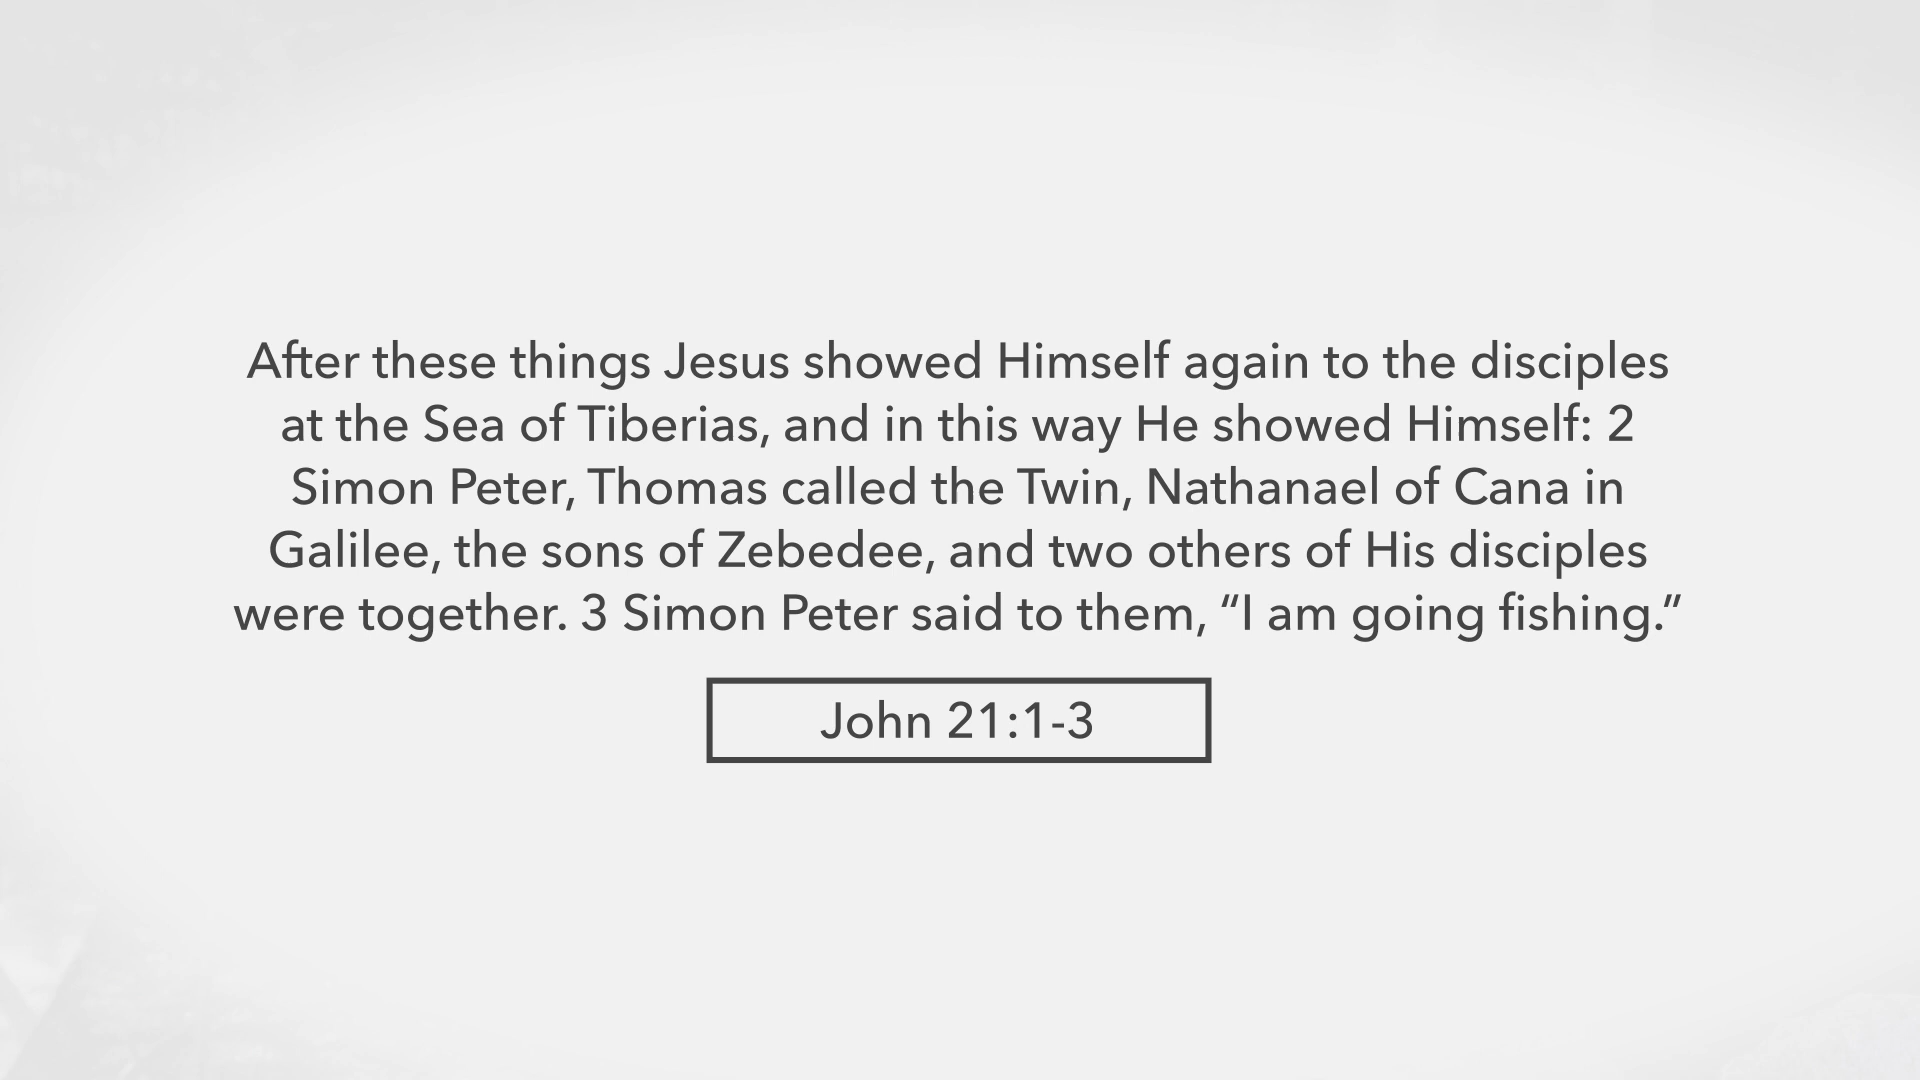 After these things Jesus showed Himself again to the disciples
at the Sea of Tiberias, and in this way He showed Himself: 2
Simon Peter, Thomas called the Twin, Nathanael of Cana in
Galilee, the sons of Zebedee, and two others of His disciples
were together. 3 Simon Peter said to them, “I am going fishing.”
John 21:1-3